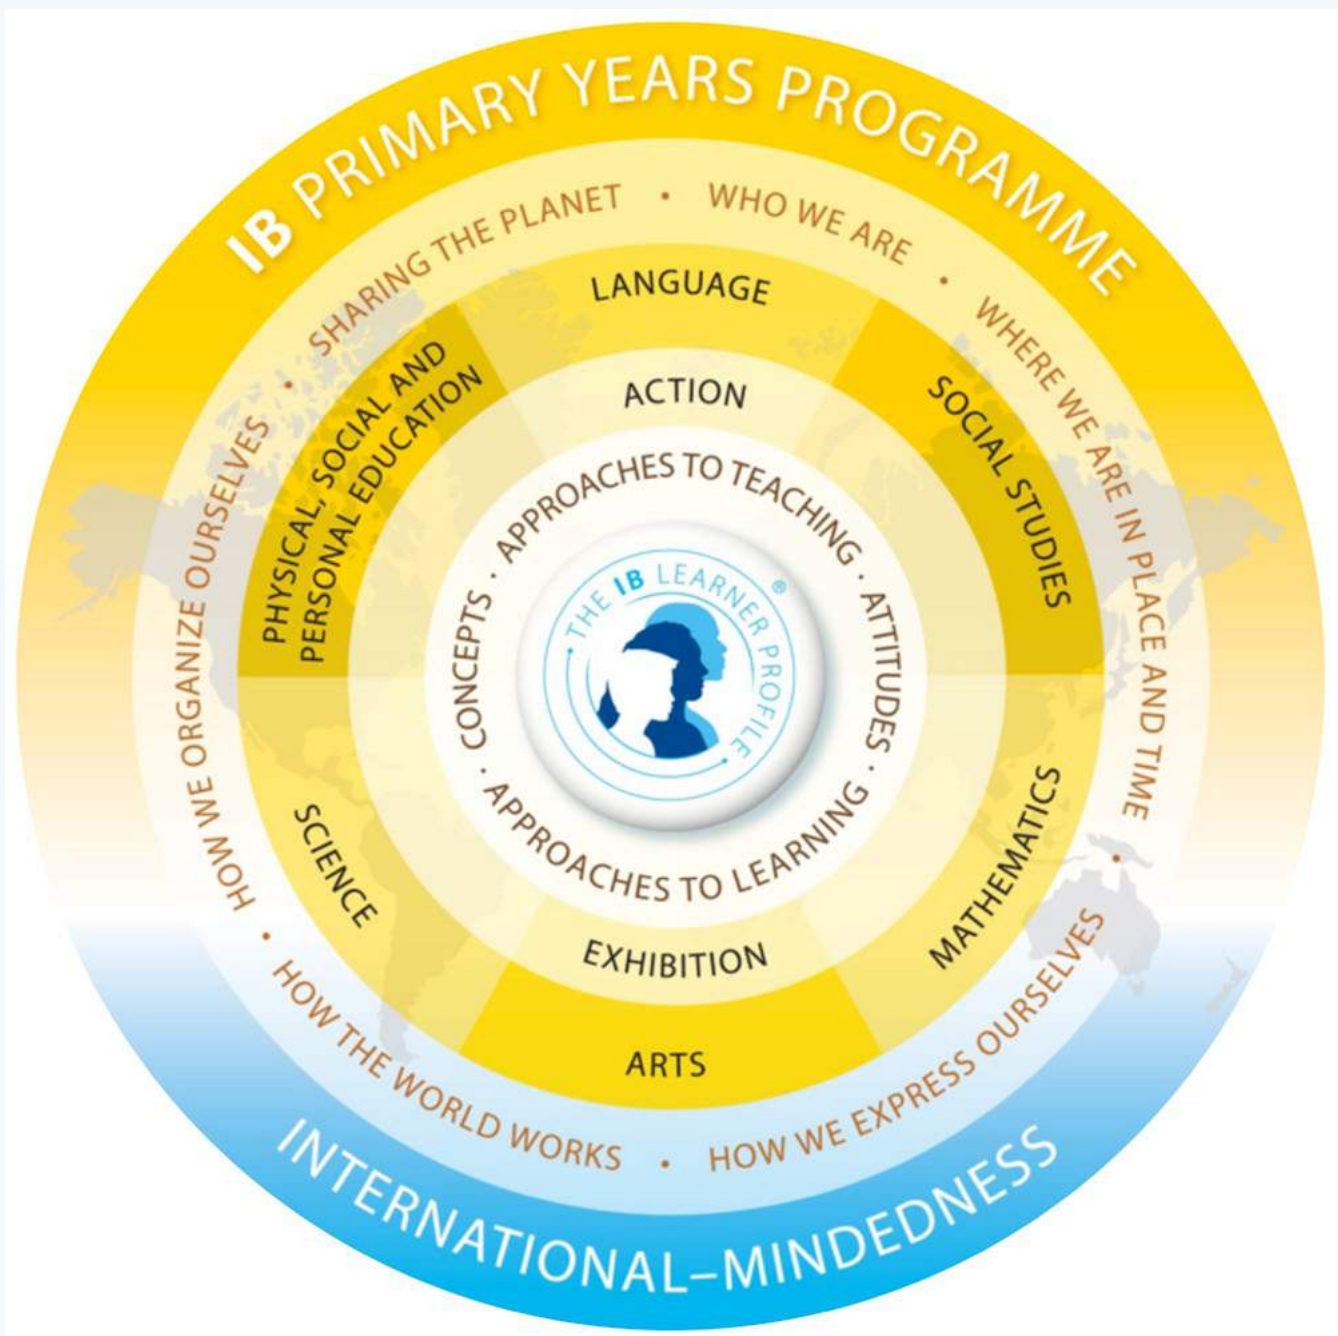 IB PRIMARY YEARS PROGRAMME
SHARING THE PLANET • WHO WE ARE • WHERE WE ARE IN PLACE AND TIME • HOW WE EXPRESS OURSELVES • HOW THE WORLD WORKS • HOW WE ORGANIZE OURSELVES •
LANGUAGE
SOCIAL STUDIES
MATHEMATICS
ARTS
SCIENCE
PHYSICAL, SOCIAL AND
PERSONAL EDUCATION
ACTION
EXHIBITION
APPROACHES TO TEACHING · ATTITUDES · APPROACHES TO LEARNING · CONCEPTS ·
THE IB LEARNER PROFILE ®
INTERNATIONAL–MINDEDNESS